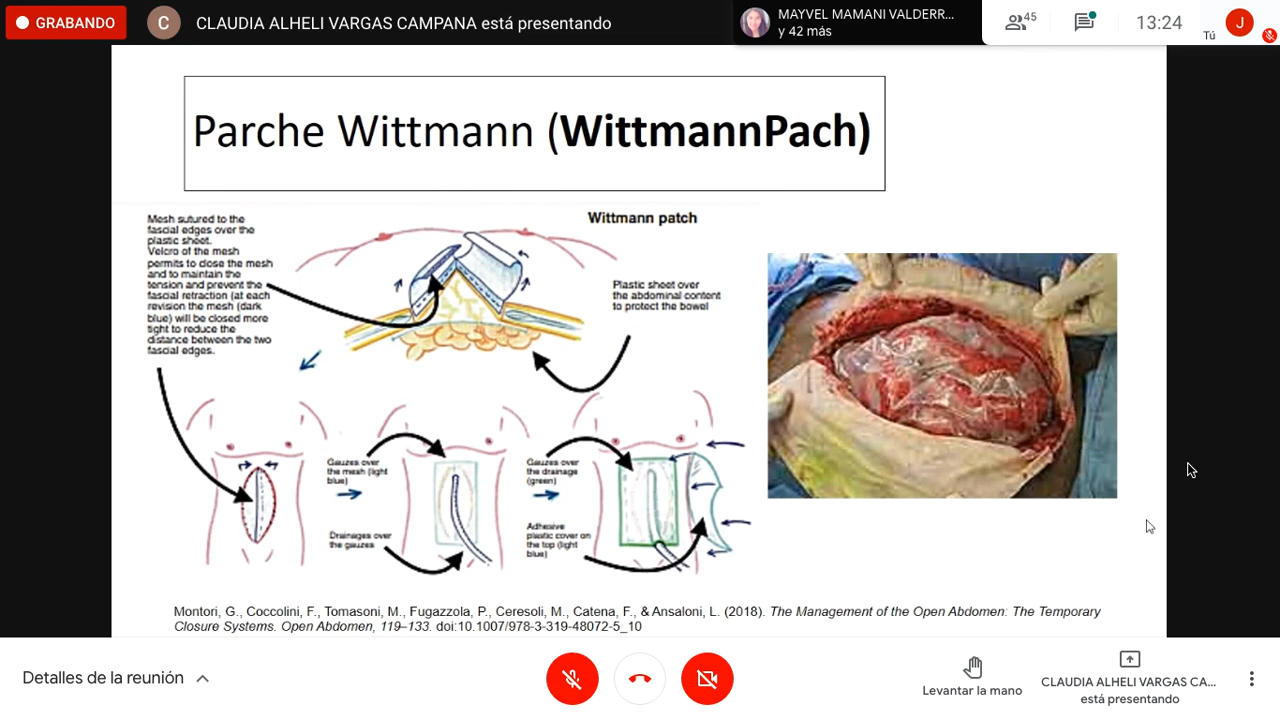 GRABANDO
C
CLAUDIA ALHELI VARGAS CAMPANA está presentando
MAYVEL MAMANI VALDERR...
y 42 más
45
13:24
Tú
J
Parche Wittmann (WittmannPach)
Wittmann patch
Mesh sutured to the
fascial edges over the
plastic sheet.
Velcro of the mesh
permits to close the mesh
and to maintain the
tension and prevent the
fascial retraction (at each
revision the mesh (dark
blue) will be closed more
tight to reduce the
distance between the two
fascial edges.
Plastic sheet over
the abdominal content
to protect the bowel
Gauzes over
the mesh (light
blue)
Drainages over
the gauzes
Gauzes over
the drainage
(green)
Adhesive
plastic cover on
the top (light
blue)
Montori, G., Coccolini, F., Tomasoni, M., Fugazzola, P., Ceresoli, M., Catena, F., & Ansaloni, L. (2018). The Management of the Open Abdomen: The Temporary
Closure Systems. Open Abdomen, 119–133. doi:10.1007/978-3-319-48072-5_10
Detalles de la reunión
Levantar la mano
CLAUDIA ALHELI VARGAS CA...
está presentando